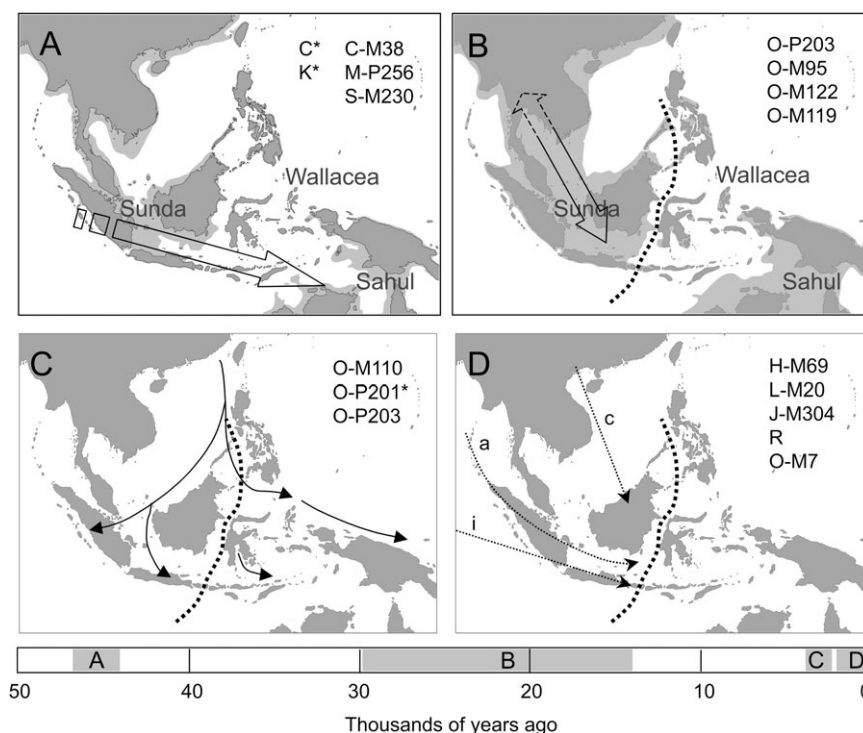 A
C* C-M38
K* M-P256
S-M230
Wallacea
Sunda
Sahul
B
O-P203
O-M95
O-M122
O-M119
Wallacea
Sunda
Sahul
C
O-M110
O-P201*
O-P203
D
H-M69
L-M20
J-M304
R
O-M7
c
a
i
A B C D
50 40 30 20 10 0
Thousands of years ago